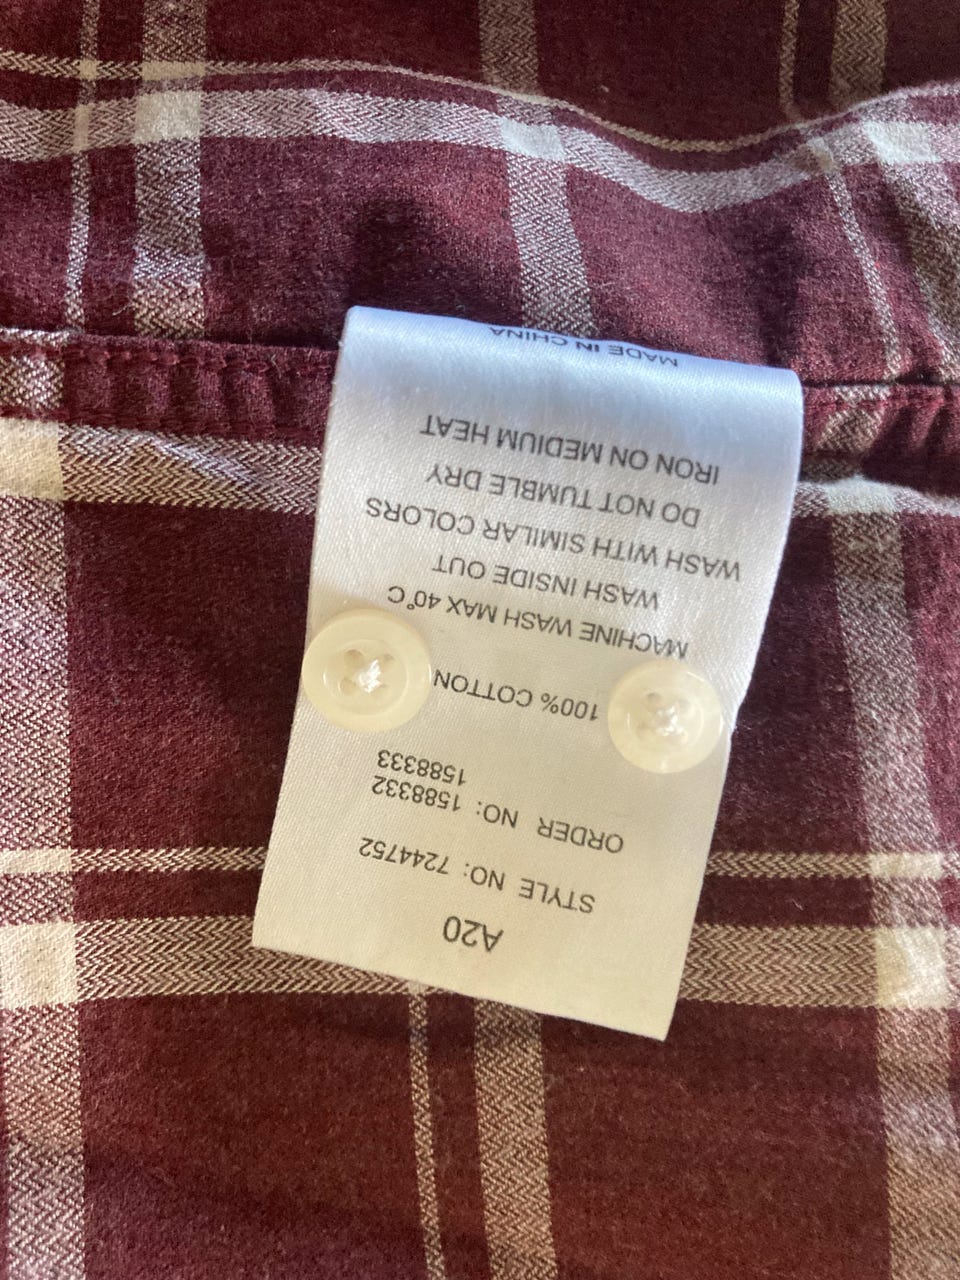 A20
STYLE NO: 7244752
ORDER NO: 1588332
1588333
100% COTTON
MACHINE WASH MAX 40°C
WASH INSIDE OUT
WASH WITH SIMILAR COLORS
DO NOT TUMBLE DRY
IRON ON MEDIUM HEAT
MADE IN CHINA